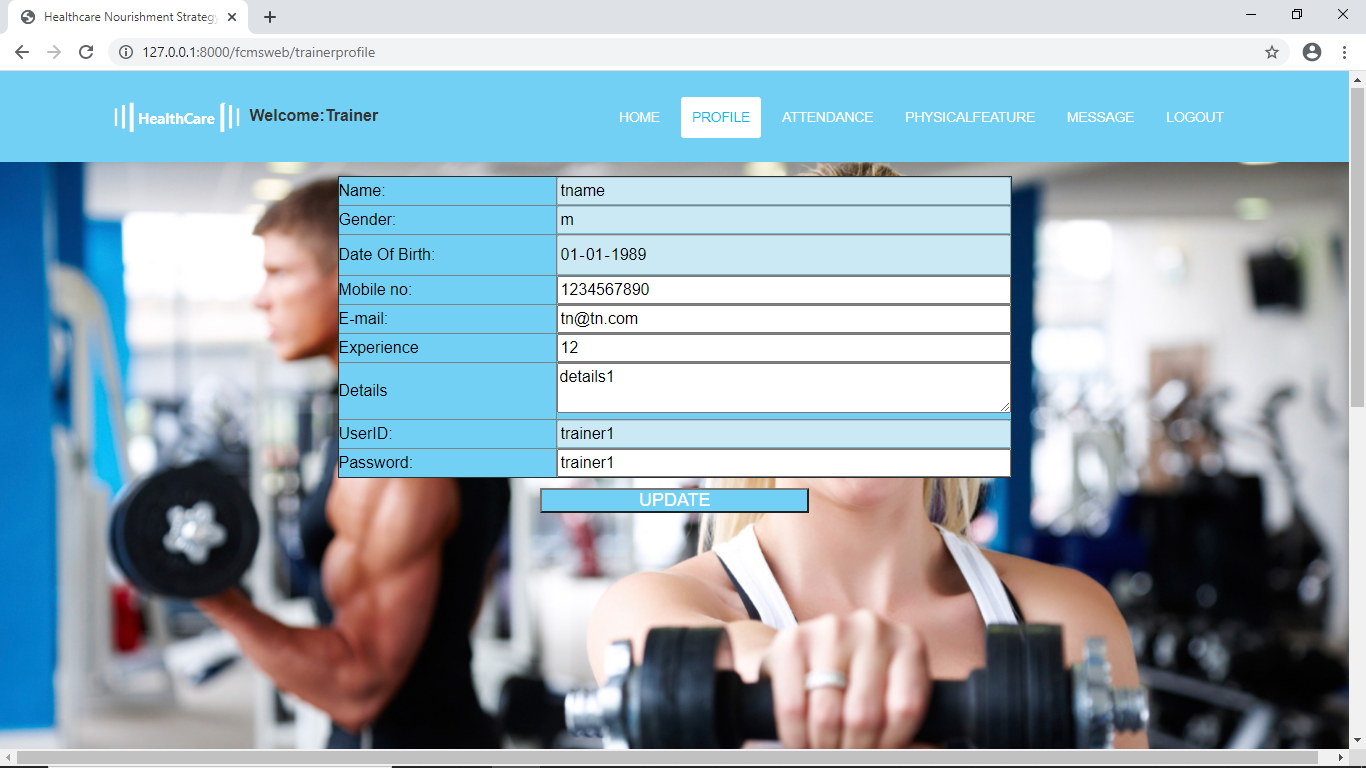 Healthcare Nourishment Strategy
127.0.0.1:8000/fcmsweb/trainerprofile
HealthCare Welcome:Trainer HOME PROFILE ATTENDANCE PHYSICALFEATURE MESSAGE LOGOUT
Name: tname
Gender: m
Date Of Birth: 01-01-1989
Mobile no: 1234567890
E-mail: tn@tn.com
Experience 12
Details details1
UserID: trainer1
Password: trainer1
UPDATE